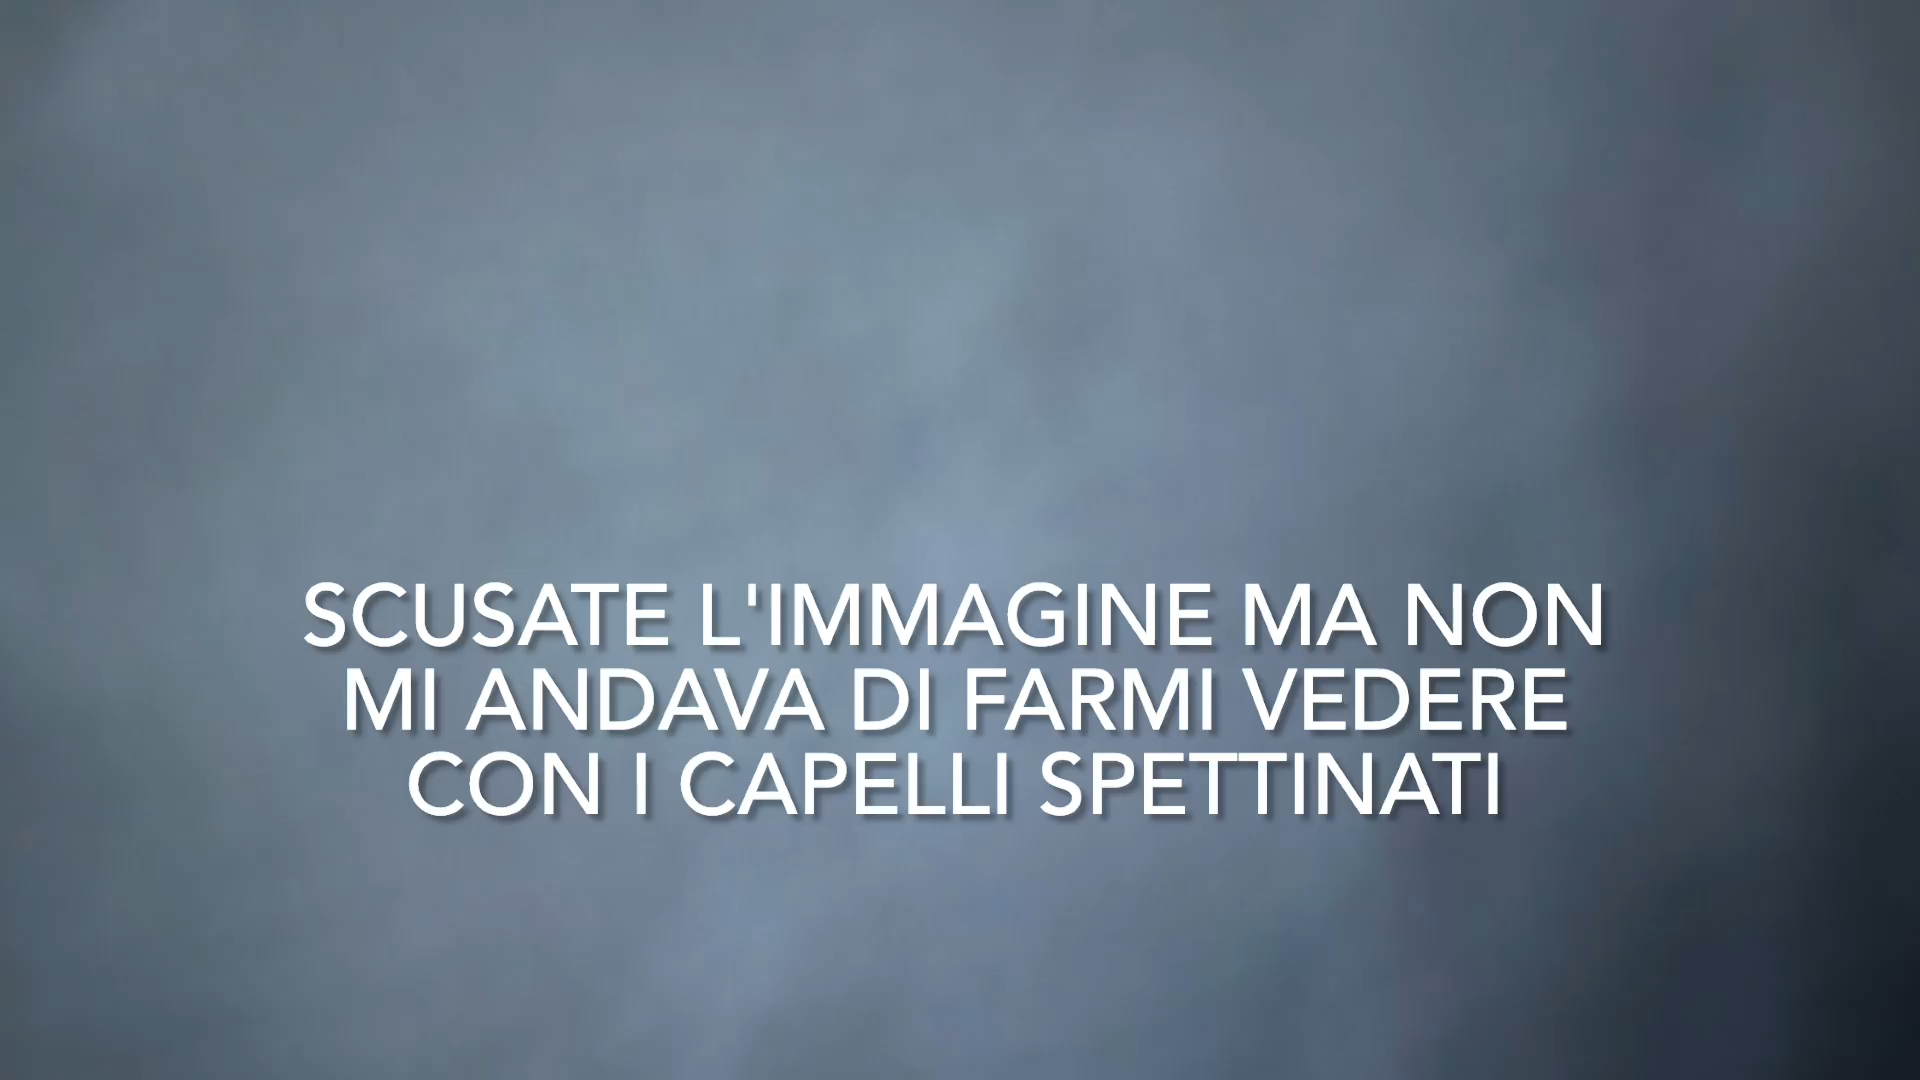 SCUSATE L'IMMAGINE MA NON
MI ANDAVA DI FARMI VEDERE
CON I CAPELLI SPETTINATI